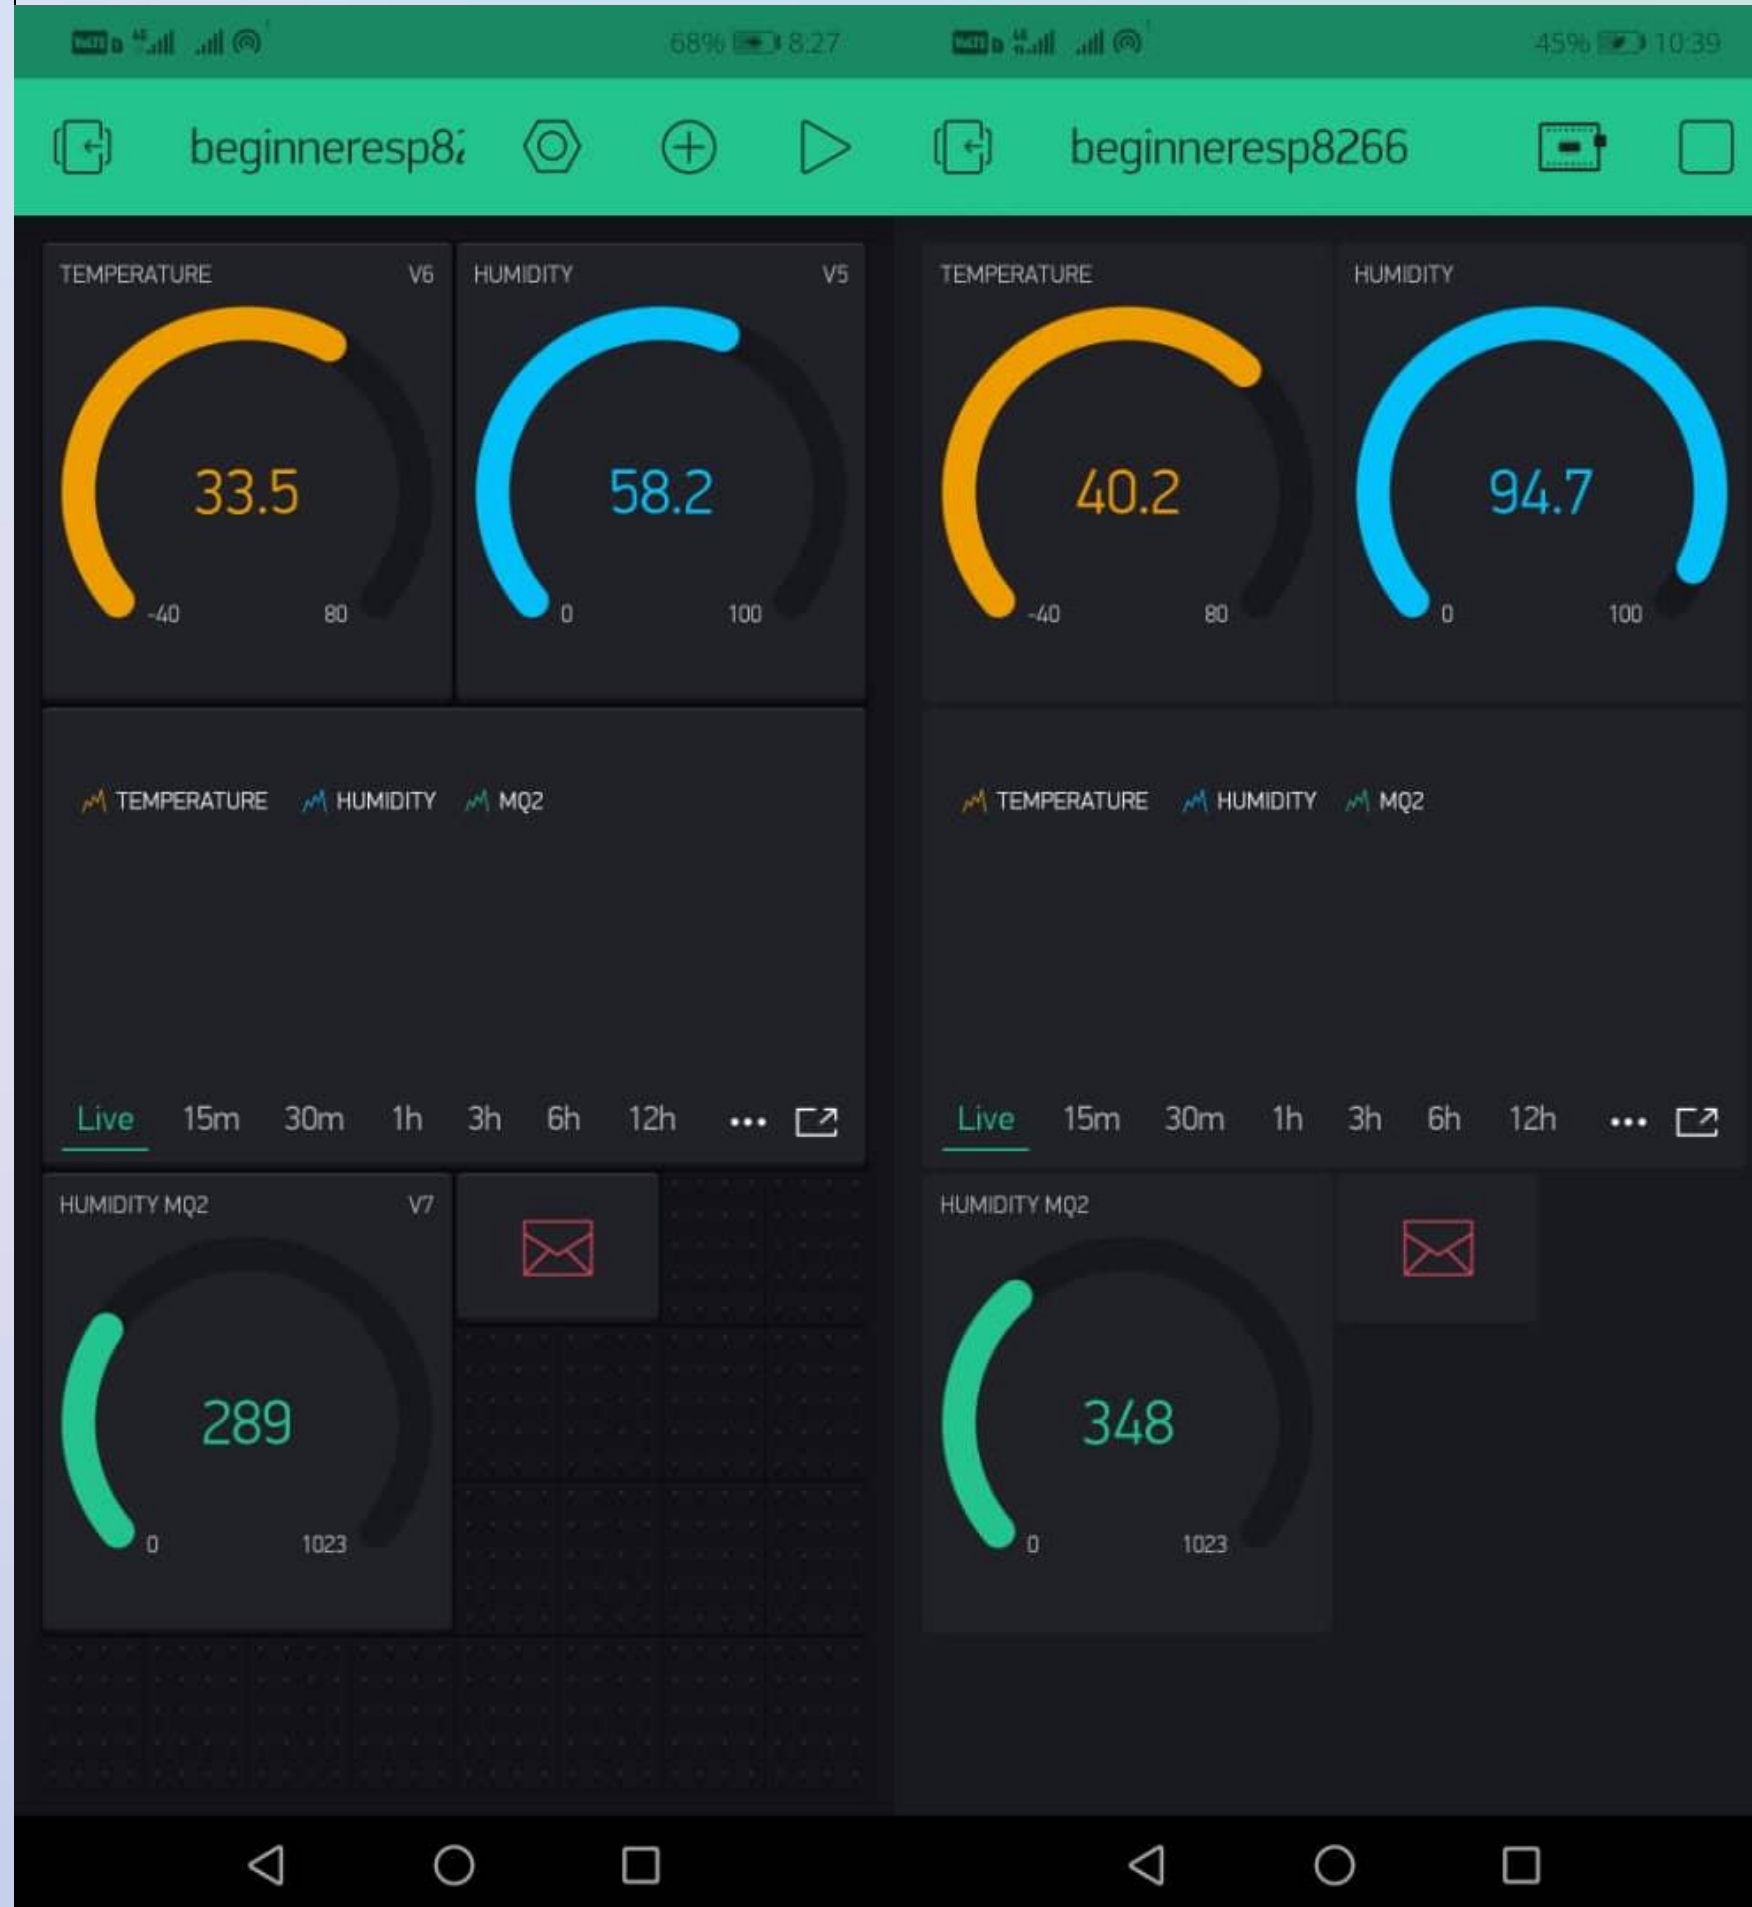 68% 8:27
beginneresp82
TEMPERATURE V6
33.5
-40 80
HUMIDITY V5
58.2
0 100
TEMPERATURE HUMIDITY MQ2
Live 15m 30m 1h 3h 6h 12h
HUMIDITY MQ2 V7
289
0 1023
45% 10:39
beginneresp8266
TEMPERATURE
40.2
-40 80
HUMIDITY
94.7
0 100
TEMPERATURE HUMIDITY MQ2
Live 15m 30m 1h 3h 6h 12h
HUMIDITY MQ2
348
0 1023